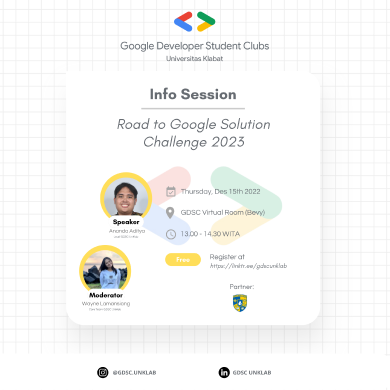 Google Developer Student Clubs
Universitas Klabat
Info Session
Road to Google Solution
Challenge 2023
Speaker
Ananda Aditya
Thursday, Des 15th 2022
GDSC Virtual Room (Bevy)
13.00 - 14.30 WITA
Moderator
Wayne Lamansiang
Free
Register at
https://linktr.ee/gdscunklab
Partner:
@GDSC.UNKLAB
GDSC UNKLAB